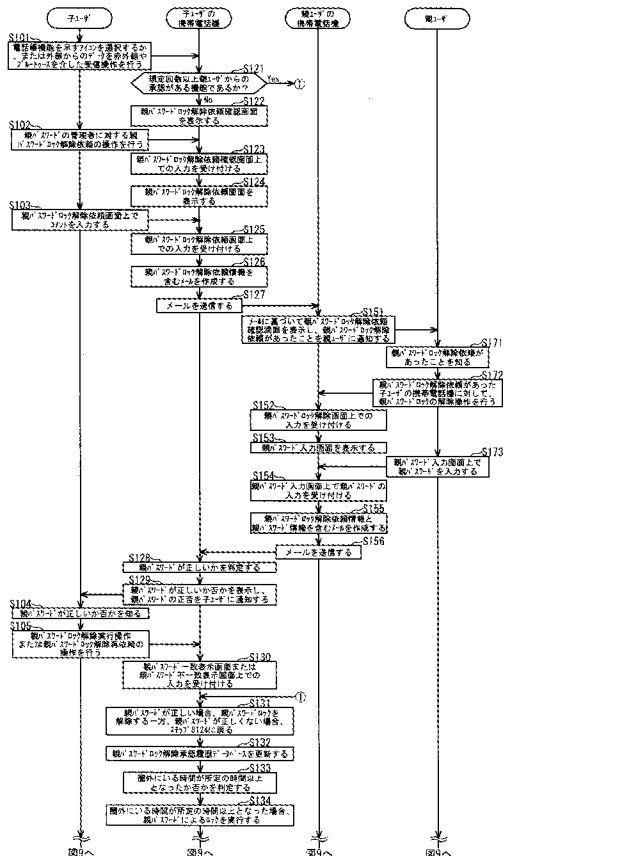 子ユーザ
子ユーザの
携帯電話機
親ユーザの
携帯電話機
親ユーザ
S101
電話帳機能を示すアイコンを選択するか、
または外部からのデータを赤外線や
ブルートゥースを介した受信操作を行う
S121
規定回数以上親ユーザからの
承認がある機能であるか?
Yes
①
No
S122
親パスワードロック解除依頼確認画面
を表示する
S102
親パスワードの管理者に対する親
パスワードロック解除依頼の操作を行う
S123
親パスワードロック解除依頼確認画面上
での入力を受け付ける
S124
親パスワードロック解除依頼画面を
表示する
S103
親パスワードロック解除依頼画面上で
コメントを入力する
S125
親パスワードロック解除依頼画面上
での入力を受け付ける
S126
親パスワードロック解除依頼情報を
含むメールを作成する
S127
メールを送信する
S151
メールに基づいて親パスワードロック解除依頼
確認画面を表示し、親パスワードロック解除
依頼があったことを親ユーザに通知する
S171
親パスワードロック解除依頼が
あったことを知る
S172
親パスワードロック解除依頼があった
子ユーザの携帯電話機に対して、
親パスワードロックの解除操作を行う
S152
親パスワードロック解除画面上での
入力を受け付ける
S153
親パスワード入力画面を表示する
S173
親パスワード入力画面上で
親パスワードを入力する
S154
親パスワード入力画面上で親パスワードの
入力を受け付ける
S155
親パスワードロック解除依頼情報と
親パスワード情報を含むメールを作成する
S156
メールを送信する
S128
親パスワードが正しいかを判定する
S129
親パスワードが正しいか否かを表示し、
親パスワードの正否を子ユーザに通知する
S104
親パスワードが正しいか否かを知る
S105
親パスワードロック解除実行操作
または親パスワードロック解除再依頼の
操作を行う
S130
親パスワード一致表示画面または
親パスワード不一致表示画面上での
入力を受け付ける
①
S131
親パスワードが正しい場合、親パスワードロックを
解除する一方、親パスワードが正しくない場合、
ステップS124に戻る
S132
親パスワードロック解除承認履歴データベースを更新する
S133
圏外にいる時間が所定の時間以上
となったか否かを判定する
S134
圏外にいる時間が所定の時間以上となった場合、
親パスワードによるロックを実行する
図9へ
図9へ
図9へ
図9へ